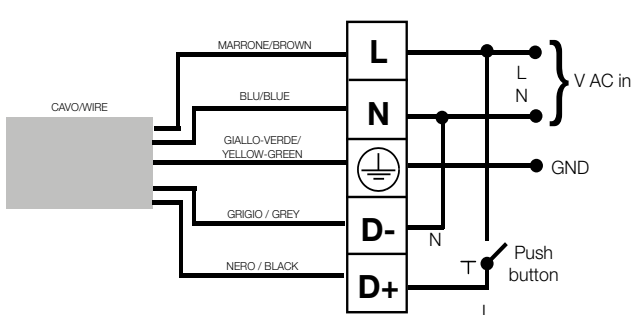 MARRONE/BROWN
L
L
V AC in
BLU/BLUE
N
CAVO/WIRE
N
GIALLO-VERDE/
YELLOW-GREEN
GND
GRIGIO / GREY
D-
N
Push
button
NERO / BLACK
D+
L